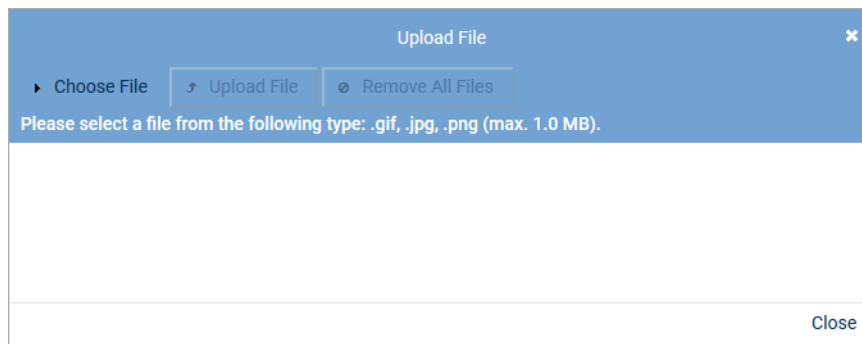 Upload File
Choose File Upload File Remove All Files
Please select a file from the following type: .gif, .jpg, .png (max. 1.0 MB).
Close